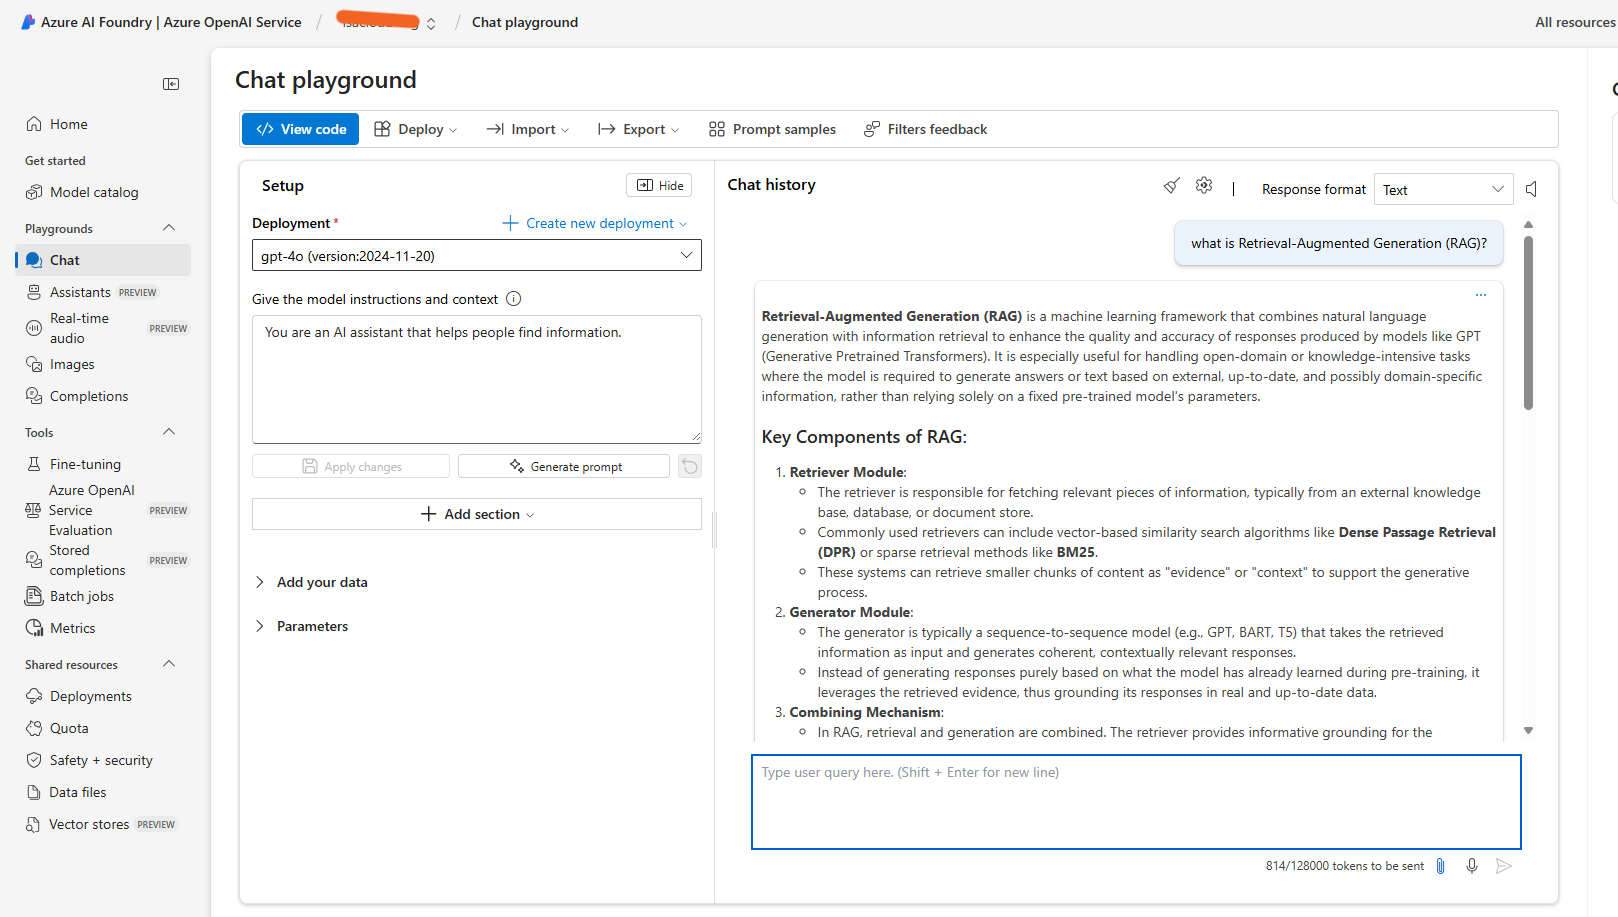 Azure AI Foundry | Azure OpenAI Service / / Chat playground
All resources
Home
Get started
Model catalog
Playgrounds
Chat
Assistants PREVIEW
Real-time
audio
PREVIEW
Images
Completions
Tools
Fine-tuning
Azure OpenAI
Service
Evaluation
PREVIEW
Stored
completions
PREVIEW
Batch jobs
Metrics
Shared resources
Deployments
Quota
Safety + security
Data files
Vector stores PREVIEW
Chat playground
</> View code Deploy Import Export Prompt samples Filters feedback
Setup
Hide
Deployment *
Create new deployment
gpt-4o (version:2024-11-20)
Give the model instructions and context
You are an AI assistant that helps people find information.
Apply changes
Generate prompt
Add section
Add your data
Parameters
Chat history
Response format Text
what is Retrieval-Augmented Generation (RAG)?
...
Retrieval-Augmented Generation (RAG) is a machine learning framework that combines natural language
generation with information retrieval to enhance the quality and accuracy of responses produced by models like GPT
(Generative Pretrained Transformers). It is especially useful for handling open-domain or knowledge-intensive tasks
where the model is required to generate answers or text based on external, up-to-date, and possibly domain-specific
information, rather than relying solely on a fixed pre-trained model's parameters.
Key Components of RAG:
1. Retriever Module:
The retriever is responsible for fetching relevant pieces of information, typically from an external knowledge
base, database, or document store.
Commonly used retrievers can include vector-based similarity search algorithms like Dense Passage Retrieval
(DPR) or sparse retrieval methods like BM25.
These systems can retrieve smaller chunks of content as "evidence" or "context" to support the generative
process.
2. Generator Module:
The generator is typically a sequence-to-sequence model (e.g., GPT, BART, T5) that takes the retrieved
information as input and generates coherent, contextually relevant responses.
Instead of generating responses purely based on what the model has already learned during pre-training, it
leverages the retrieved evidence, thus grounding its responses in real and up-to-date data.
3. Combining Mechanism:
In RAG, retrieval and generation are combined. The retriever provides informative grounding for the
Type user query here. (Shift + Enter for new line)
814/128000 tokens to be sent